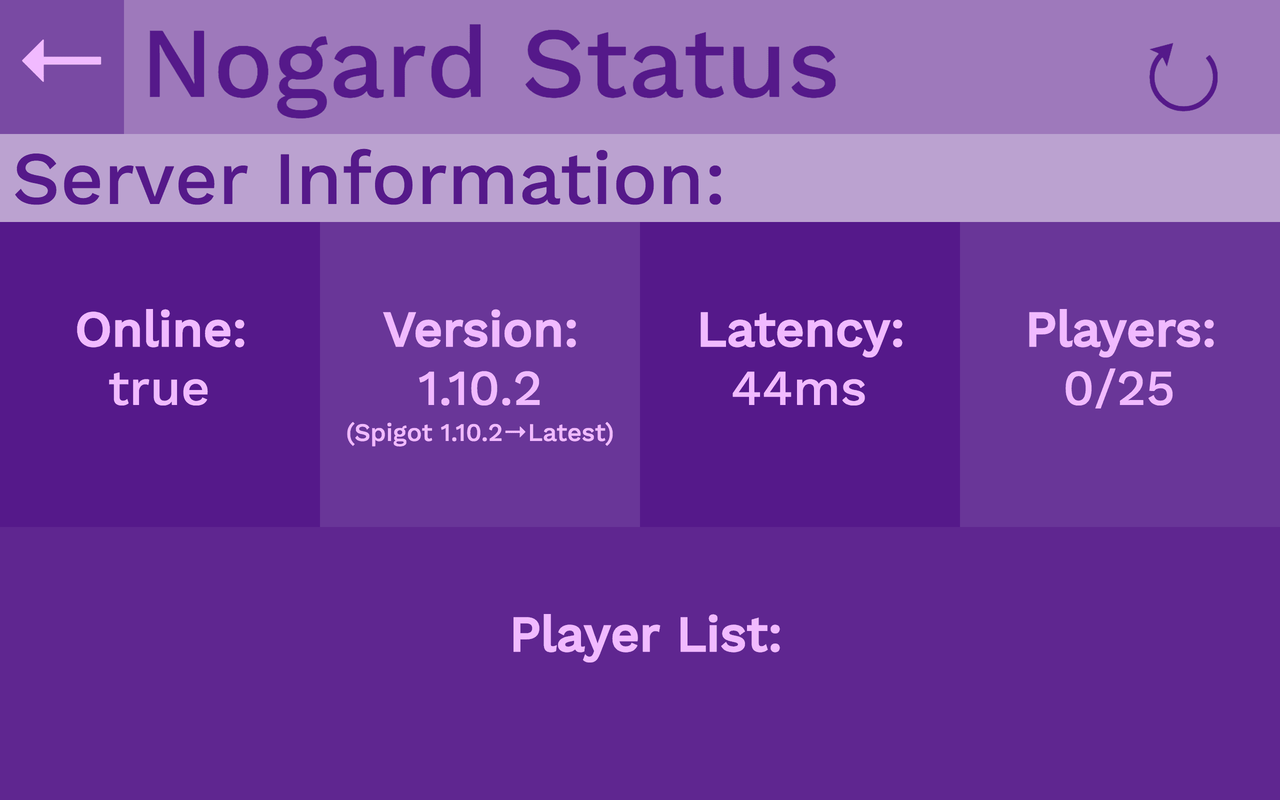 Nogard Status
Server Information:
Online:
true
Version:
1.10.2
(Spigot 1.10.2→Latest)
Latency:
44ms
Players:
0/25
Player List: